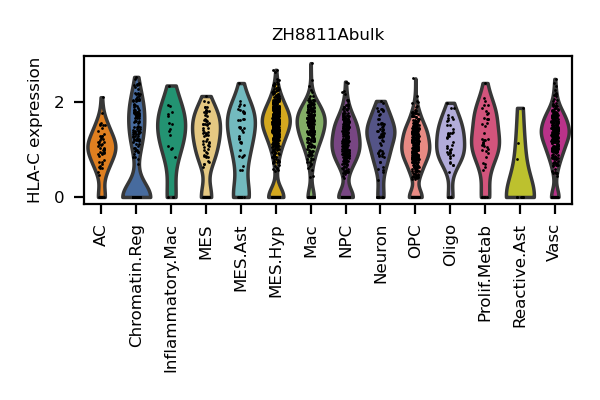 ZH8811Abulk
HLA-C expression
2
0
AC
Chromatin.Reg
Inflammatory.Mac
MES
MES.Ast
MES.Hyp
Mac
NPC
Neuron
OPC
Oligo
Prolif.Metab
Reactive.Ast
Vasc